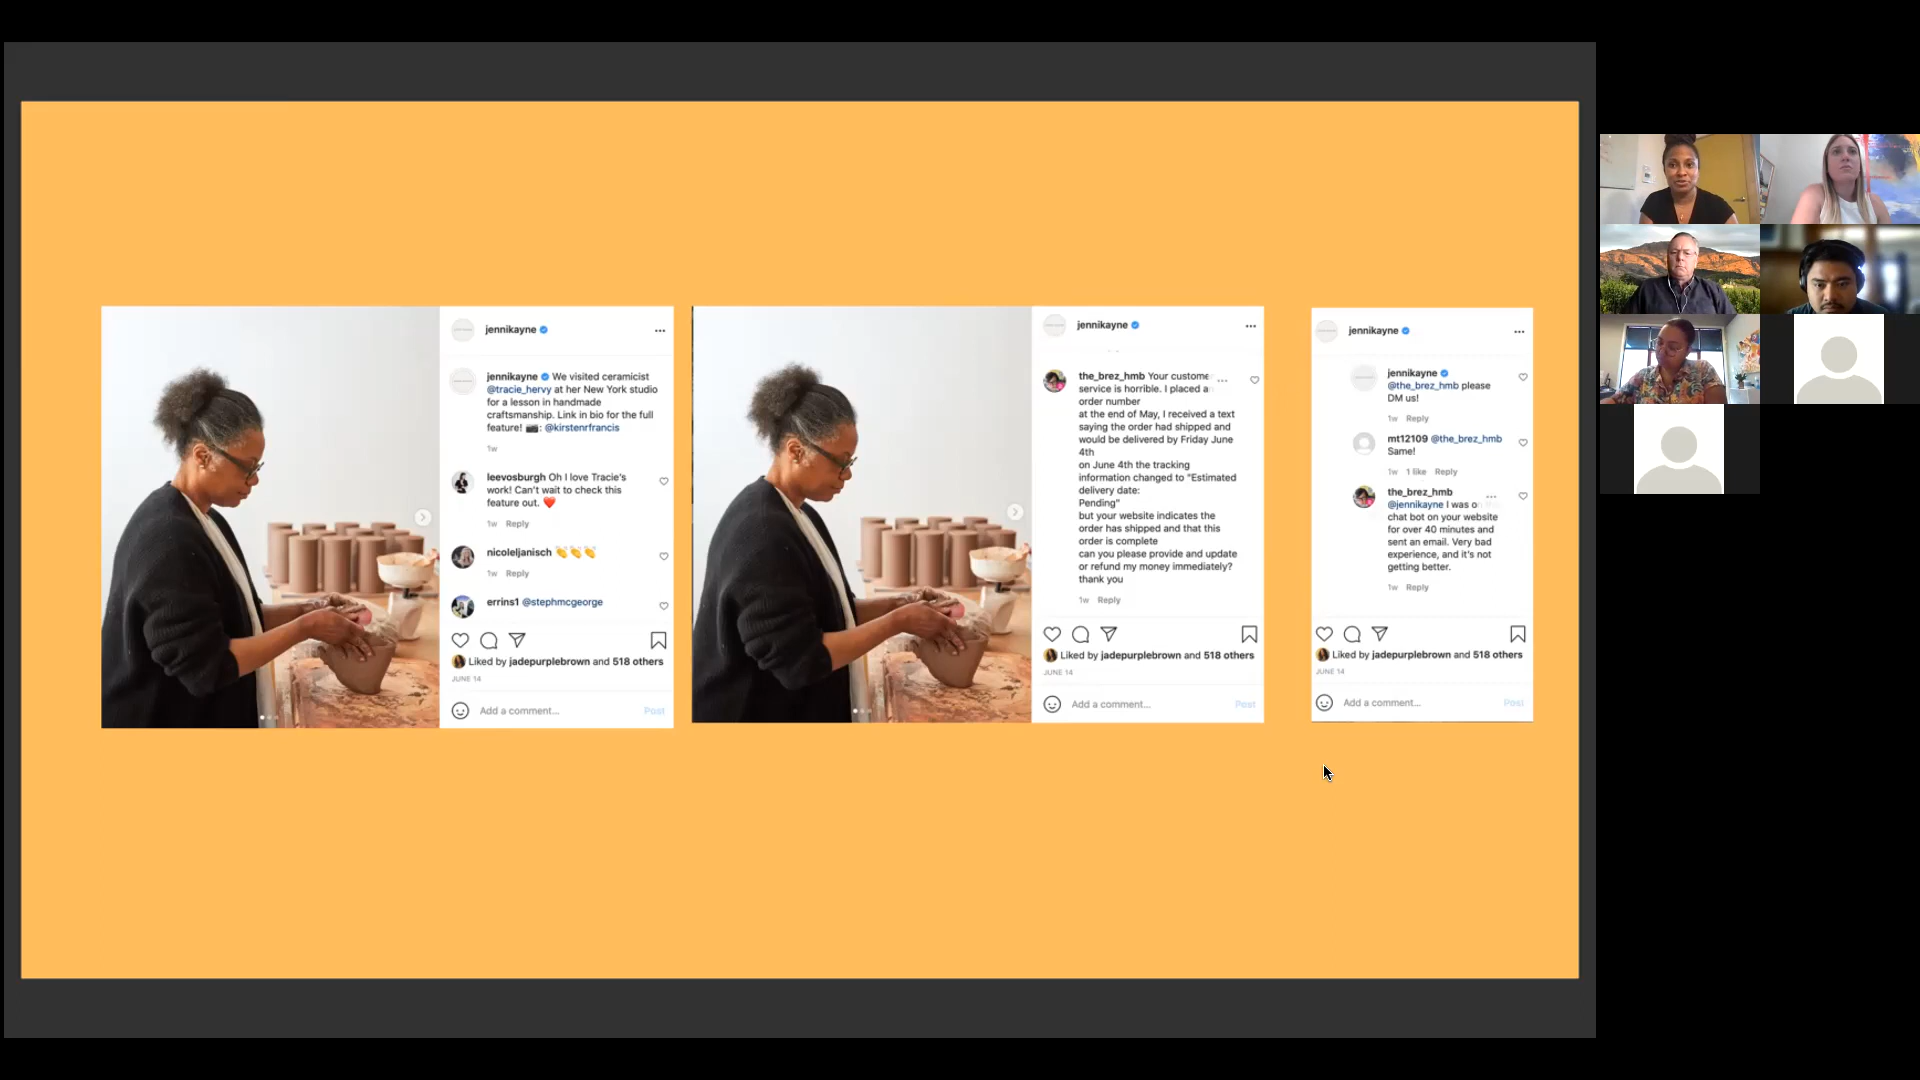 jennikayne
jennikayne We visited ceramicist
@tracie_hervy at her New York studio
for a lesson in handmade
craftsmanship. Link in bio for the full
feature! 📷: @kirstenrfrancis
1w
leevosburgh Oh I love Tracie's
work! Can't wait to check this
feature out. ❤️
1w Reply
nicoleljanisch 👏👏👏
1w Reply
errins1 @stephmcgeorge
Liked by jadepurplebrown and 518 others
JUNE 14
Add a comment... Post
jennikayne
the_brez_hmb Your custome
service is horrible. I placed a
order number
at the end of May, I received a text
saying the order had shipped and
would be delivered by Friday June
4th
on June 4th the tracking
information changed to "Estimated
delivery date:
Pending"
but your website indicates the
order has shipped and that this
order is complete
can you please provide and update
or refund my money immediately?
thank you
1w Reply
Liked by jadepurplebrown and 518 others
JUNE 14
Add a comment... Post
jennikayne
jennikayne
@the_brez_hmb please
DM us!
1w Reply
mt12109 @the_brez_hmb
Same!
1w 1 like Reply
the_brez_hmb
@jennikayne I was o
chat bot on your website
for over 40 minutes and
sent an email. Very bad
experience, and it's not
getting better.
1w Reply
Liked by jadepurplebrown and 518 others
JUNE 14
Add a comment... Post